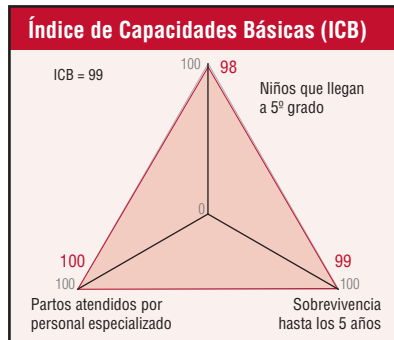 Índice de Capacidades Básicas (ICB)
ICB = 99
100
98
Niños que llegan
a 5º grado
0
100
100
99
100
Partos atendidos por
personal especializado
Sobrevivencia
hasta los 5 años